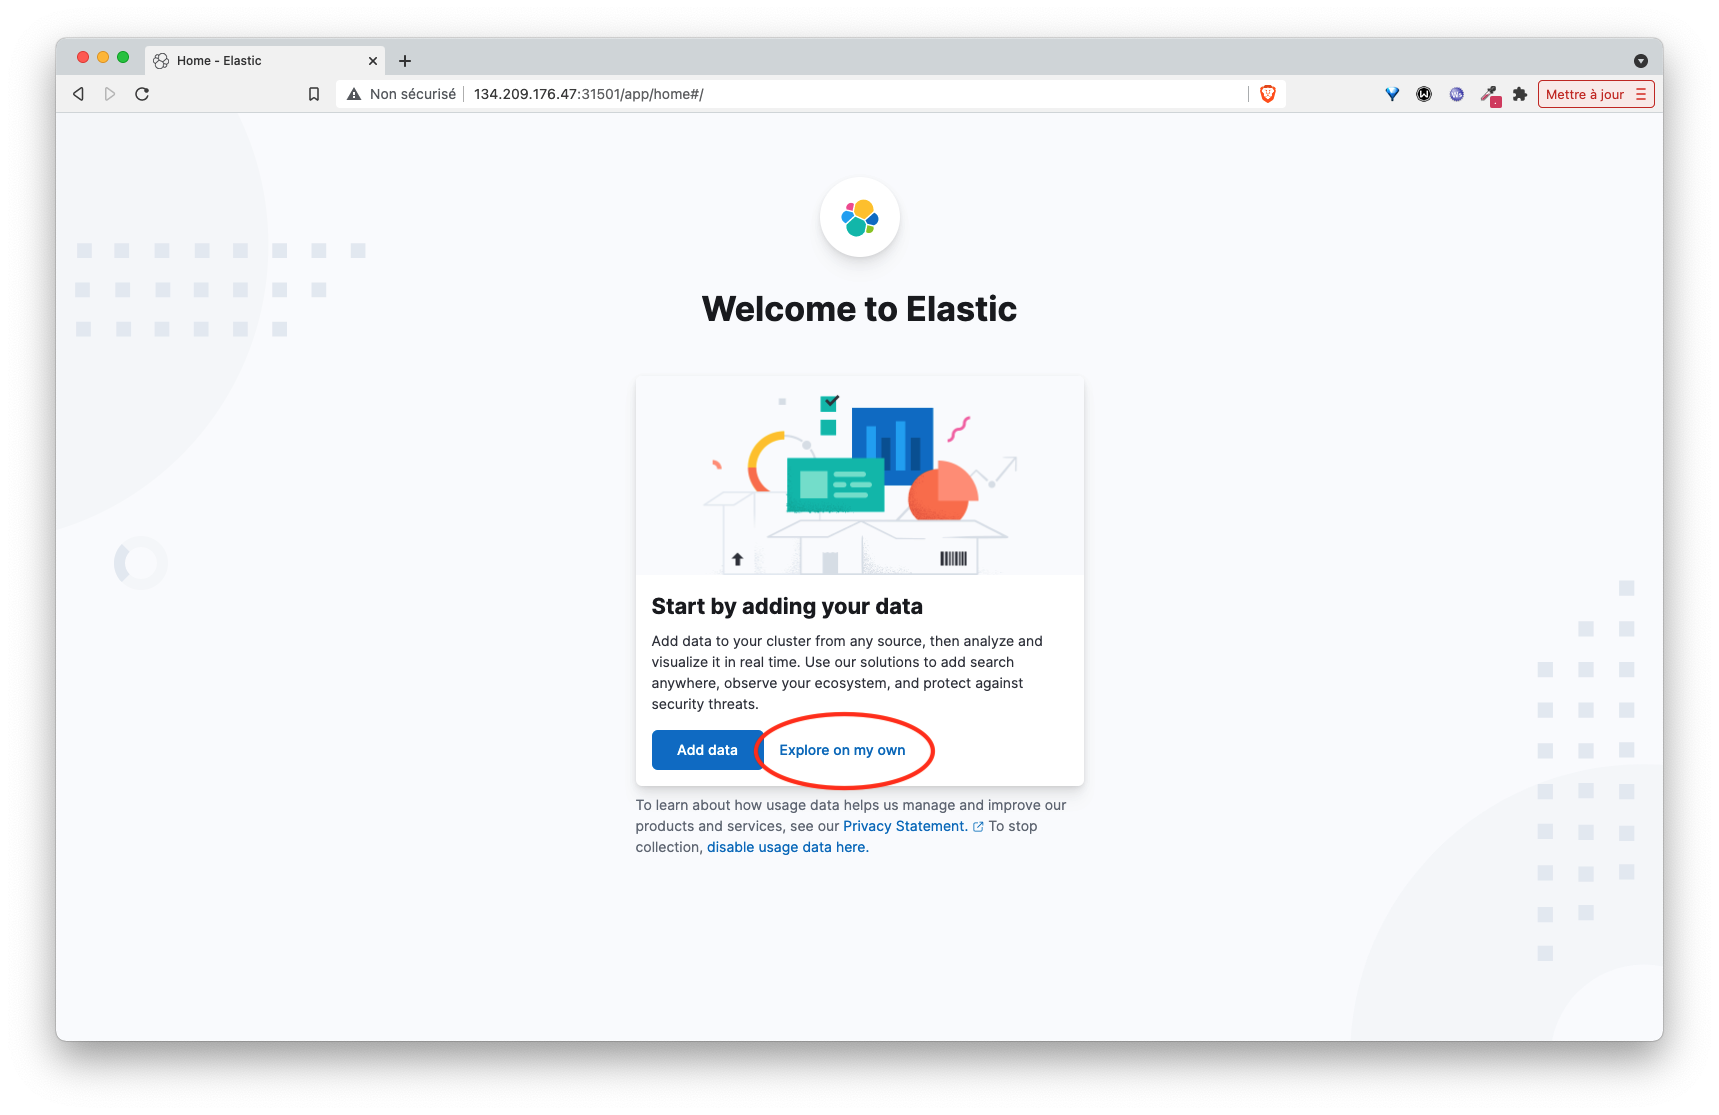 Home - Elastic
Non sécurisé
134.209.176.47:31501/app/home#/
Mettre à jour
Welcome to Elastic
Start by adding your data
Add data to your cluster from any source, then analyze and
visualize it in real time. Use our solutions to add search
anywhere, observe your ecosystem, and protect against
security threats.
Add data
Explore on my own
To learn about how usage data helps us manage and improve our
products and services, see our Privacy Statement. To stop
collection, disable usage data here.